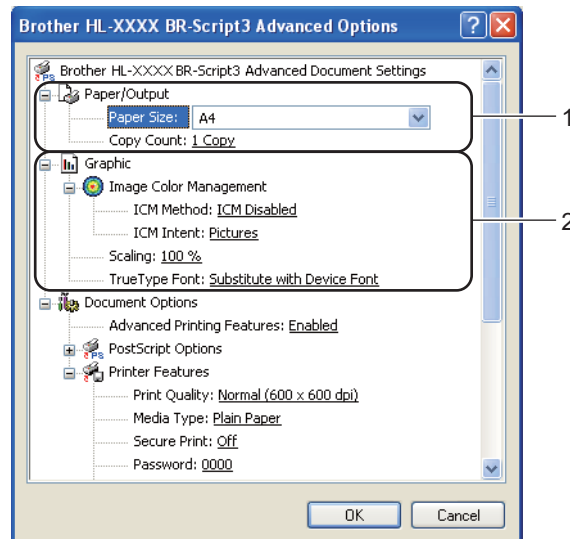 Brother HL-XXXX BR-Script3 Advanced Options
Brother HL-XXXX BR-Script3 Advanced Document Settings
Paper/Output
Paper Size: A4
1
Copy Count: 1 Copy
Graphic
Image Color Management
ICM Method: ICM Disabled
2
ICM Intent: Pictures
Scaling: 100 %
TrueType Font: Substitute with Device Font
Document Options
Advanced Printing Features: Enabled
PostScript Options
Printer Features
Print Quality: Normal (600 x 600 dpi)
Media Type: Plain Paper
Secure Print: Off
Password: 0000
OK Cancel